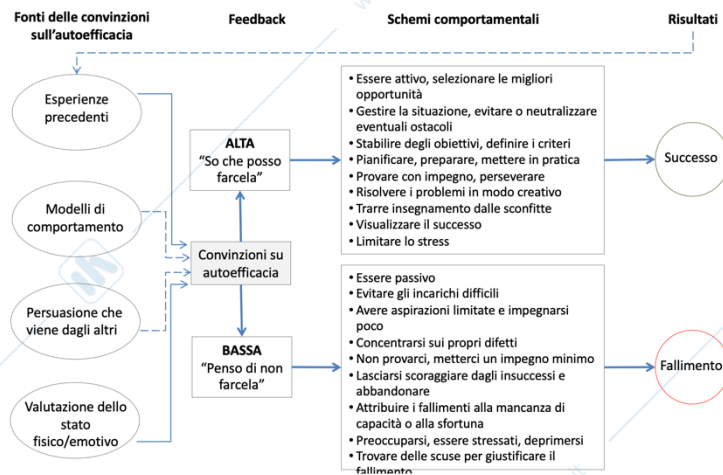 Fonti delle convinzioni
sull'autoefficacia
Feedback
Schemi comportamentali
Risultati
Esperienze
precedenti
Modelli di
comportamento
Persuasione che
viene dagli altri
Valutazione dello
stato
fisico/emotivo
ALTA
"So che posso
farcela"
Convinzioni su
autoefficacia
BASSA
"Penso di non
farcela"
• Essere attivo, selezionare le migliori
opportunità
• Gestire la situazione, evitare o neutralizzare
eventuali ostacoli
• Stabilire degli obiettivi, definire i criteri
• Pianificare, preparare, mettere in pratica
• Provare con impegno, perseverare
• Risolvere i problemi in modo creativo
• Trarre insegnamento dalle sconfitte
• Visualizzare il successo
• Limitare lo stress
• Essere passivo
• Evitare gli incarichi difficili
• Avere aspirazioni limitate e impegnarsi
poco
• Concentrarsi sui propri difetti
• Non provarci, metterci un impegno minimo
• Lasciarsi scoraggiare dagli insuccessi e
abbandonare
• Attribuire i fallimenti alla mancanza di
capacità o alla sfortuna
• Preoccuparsi, essere stressati, deprimersi
• Trovare delle scuse per giustificare il
fallimento
Successo
Fallimento